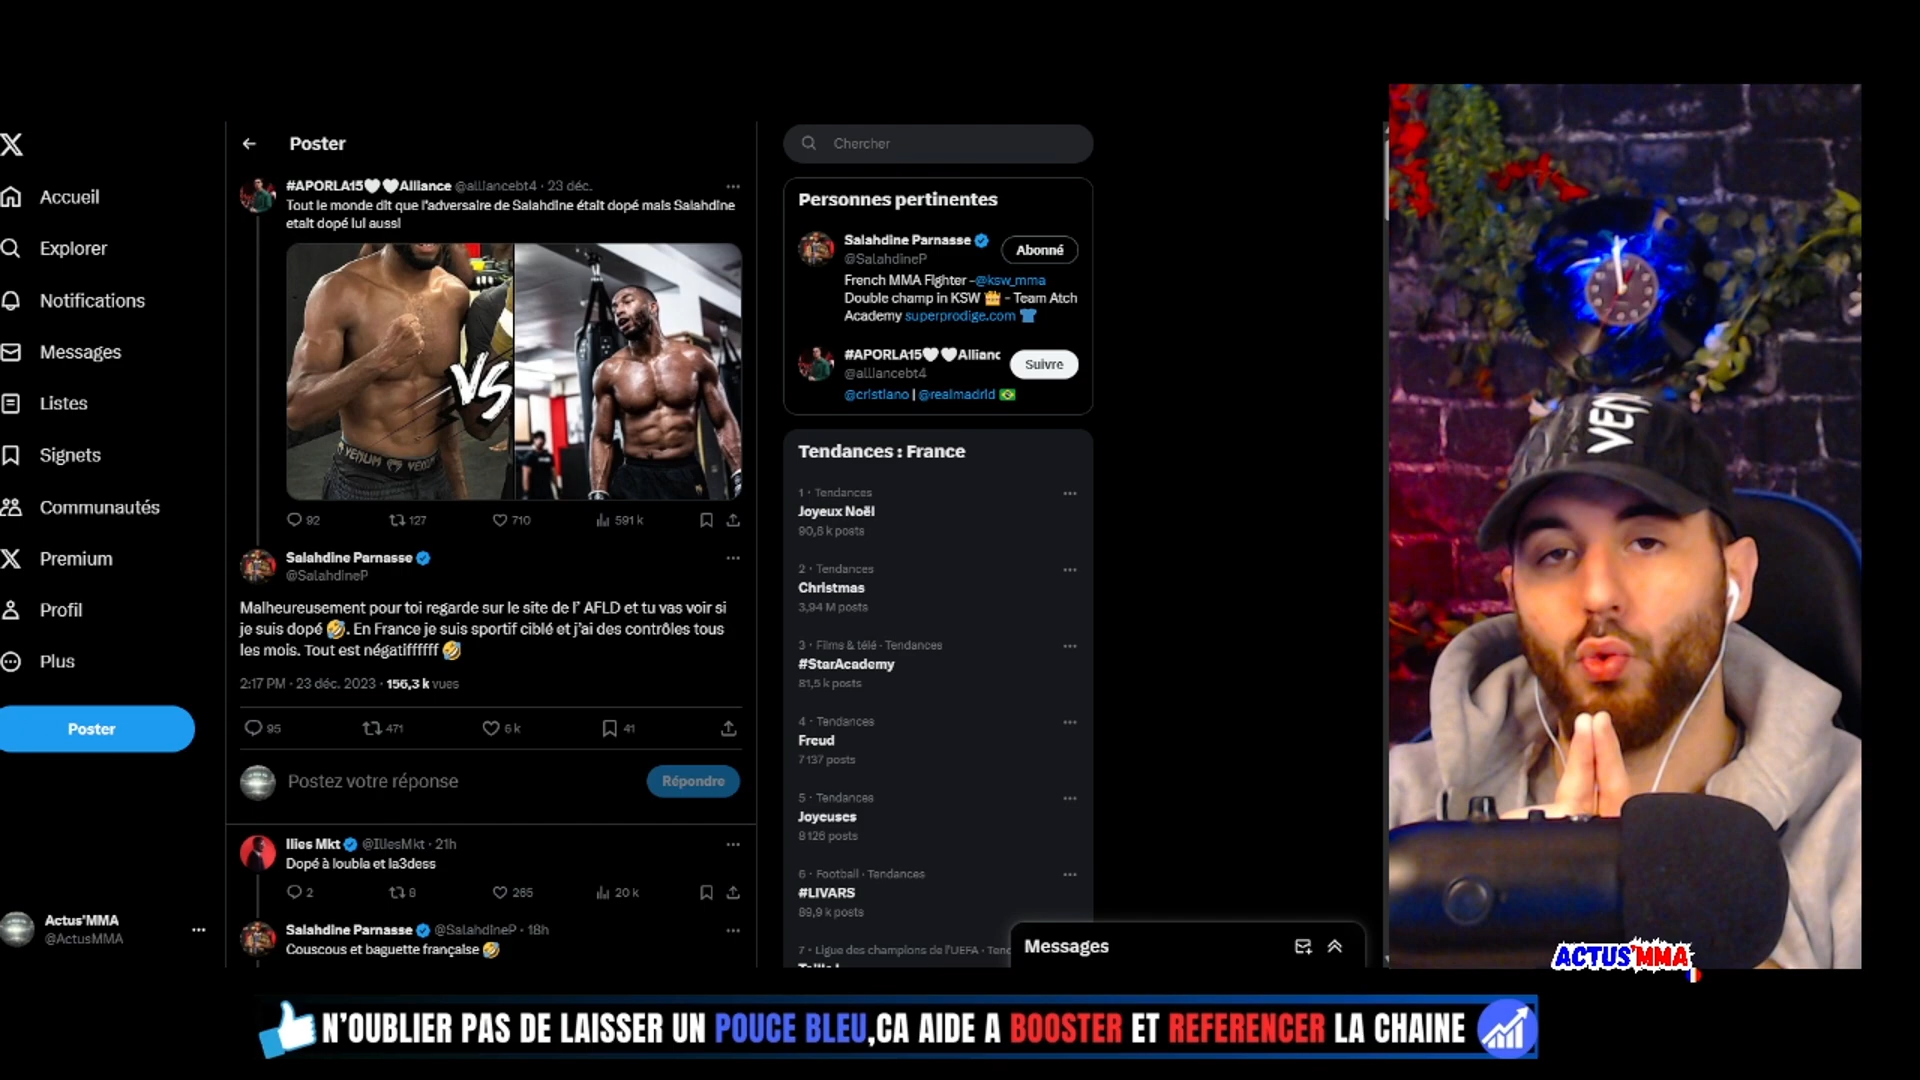 Accueil
Explorer
Notifications
Messages
Listes
Signets
Communautés
Premium
Profil
Plus
Poster
Actus'MMA
@ActusMMA
Poster
#APORLA15🤍🤍Alliance @alliancebt4 · 23 déc.
Tout le monde dit que l'adversaire de Salahdine était dopé mais Salahdine
etait dopé lui aussi
VS
VENUM VENUM
92 127 710 591 k
Salahdine Parnasse
@SalahdineP
Malheureusement pour toi regarde sur le site de l' AFLD et tu vas voir si
je suis dopé 🤣. En France je suis sportif ciblé et j'ai des contrôles tous
les mois. Tout est négatiffffff 🤣
2:17 PM · 23 déc. 2023 · 156,3 k vues
95 471 6 k 41
Postez votre réponse
Répondre
Ilies Mkt @IliesMkt · 21h
Dopé à loubla et la3dess
2 8 265 20 k
Salahdine Parnasse @SalahdineP · 18h
Couscous et baguette française 🤣
Chercher
Personnes pertinentes
Salahdine Parnasse
@SalahdineP
Abonné
French MMA Fighter -@ksw_mma
Double champ in KSW 👑 - Team Atch
Academy superprodige.com 👕
#APORLA15🤍🤍Allianc
@alliancebt4
Suivre
@cristiano | @realmadrid 🇧🇷
Tendances : France
1 · Tendances
Joyeux Noël
90,8 k posts
2 · Tendances
Christmas
3,94 M posts
3 · Films & télé · Tendances
#StarAcademy
81,5 k posts
4 · Tendances
Freud
7 137 posts
5 · Tendances
Joyeuses
8 126 posts
6 · Football · Tendances
#LIVARS
89,9 k posts
7 · Ligue des champions de l'UEFA · Tend
Messages
VEN
ACTUS'MMA
N'OUBLIER PAS DE LAISSER UN POUCE BLEU,CA AIDE A BOOSTER ET REFERENCER LA CHAINE